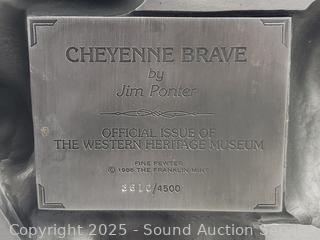 CHEYENNE BRAVE
by
Jim Ponter
OFFICIAL ISSUE OF
THE WESTERN HERITAGE MUSEUM
FINE PEWTER
© 1986 THE FRANKLIN MINT
/4500
Copyright 2025 - Sound Auction